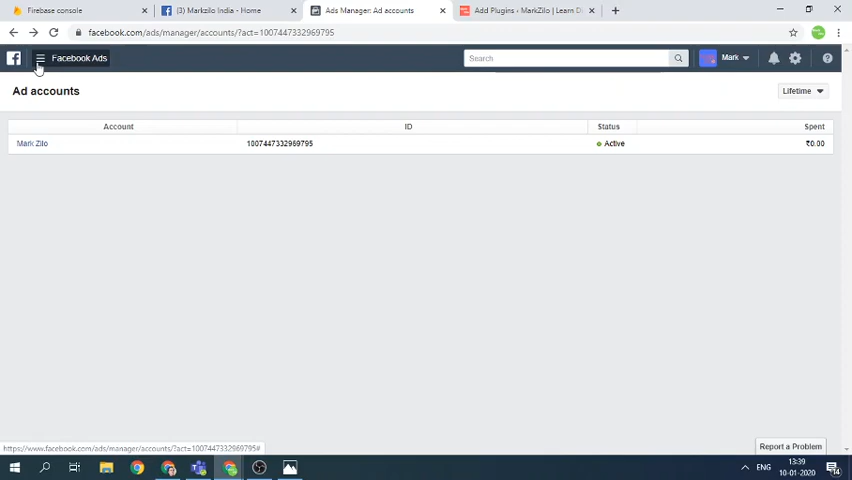 Firebase console
(3) Markzilo India - Home
Ads Manager: Ad accounts
Add Plugins - MarkZilo | Learn Di
facebook.com/ads/manager/accounts/?act=1007447332969795
Facebook Ads
Search
Mark
Ad accounts
Lifetime
Account ID Status Spent
Mark Zilo 1007447332969795 Active ₹0.00
Report a Problem
https://www.facebook.com/ads/manager/accounts/?act=1007447332969795#
ENG
13:39
10-01-2020
14